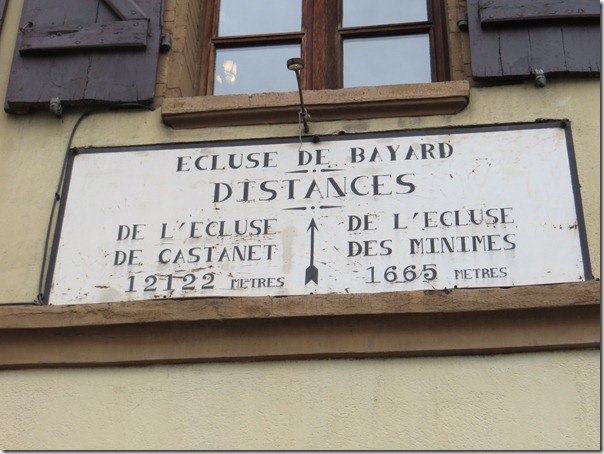 ECLUSE DE BAYARD
DISTANCES
DE L'ECLUSE
DE CASTANET
12122 METRES
DE L'ECLUSE
DES MINIMES
1665 METRES